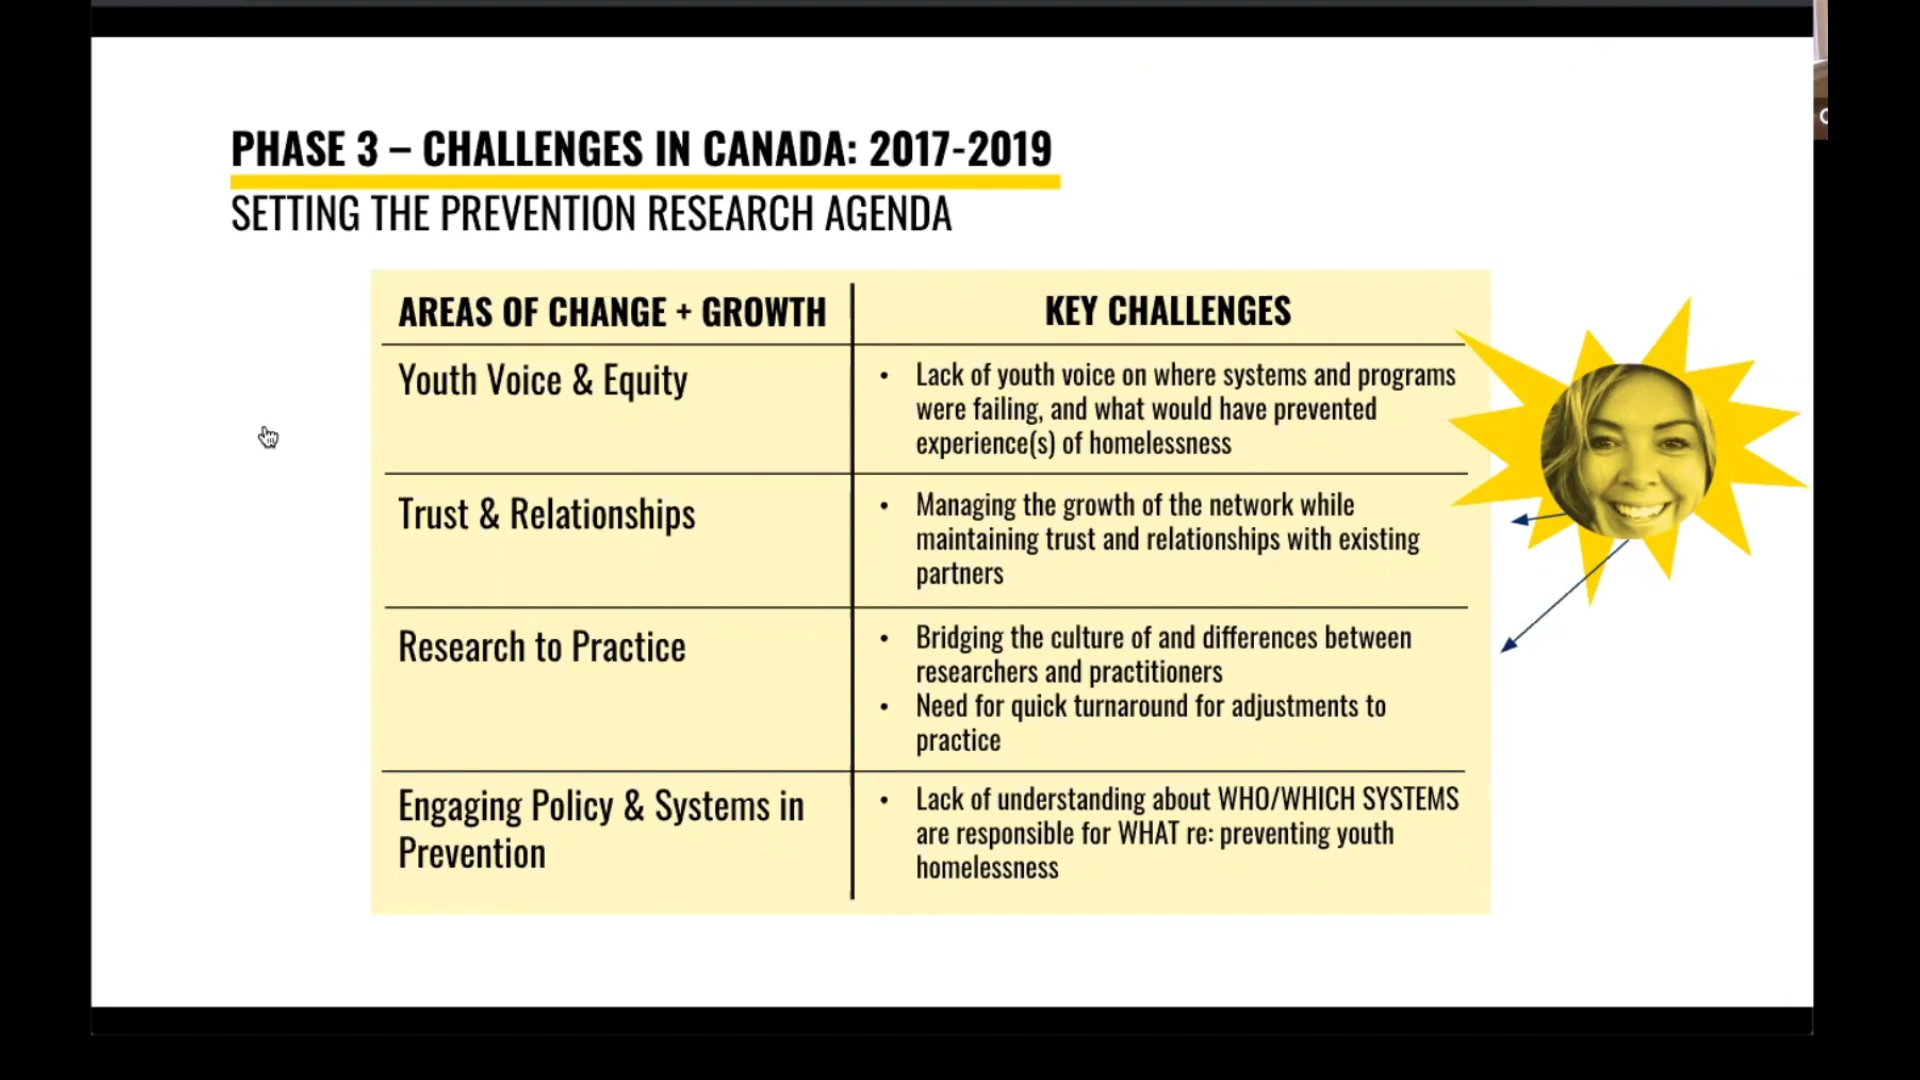 PHASE 3 – CHALLENGES IN CANADA: 2017-2019
SETTING THE PREVENTION RESEARCH AGENDA
AREAS OF CHANGE + GROWTH
KEY CHALLENGES
Youth Voice & Equity
• Lack of youth voice on where systems and programs
were failing, and what would have prevented
experience(s) of homelessness
Trust & Relationships
• Managing the growth of the network while
maintaining trust and relationships with existing
partners
Research to Practice
• Bridging the culture of and differences between
researchers and practitioners
• Need for quick turnaround for adjustments to
practice
Engaging Policy & Systems in
Prevention
• Lack of understanding about WHO/WHICH SYSTEMS
are responsible for WHAT re: preventing youth
homelessness